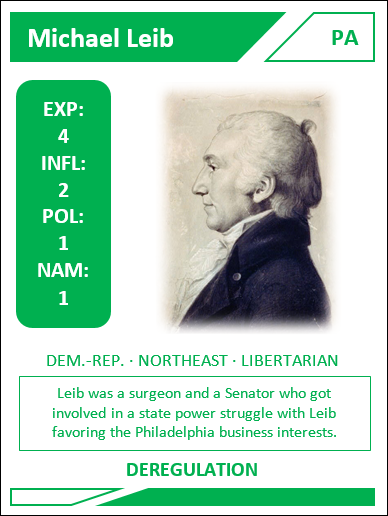 Michael Leib
PA
EXP:
4
INFL:
2
POL:
1
NAM:
1
DEM.-REP. · NORTHEAST · LIBERTARIAN
Leib was a surgeon and a Senator who got
involved in a state power struggle with Leib
favoring the Philadelphia business interests.
DEREGULATION